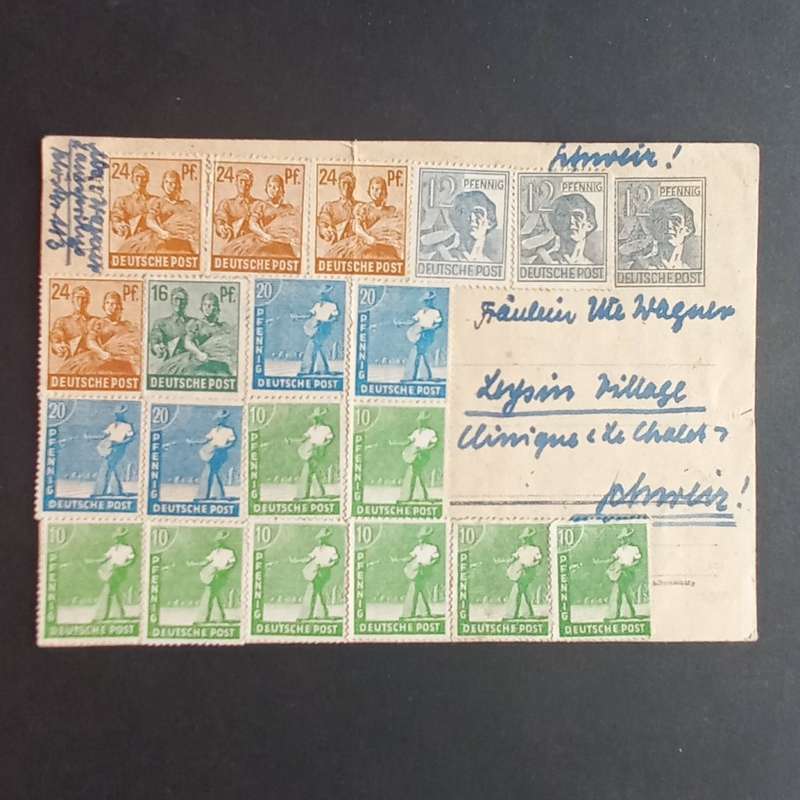 Schweiz!
24 Pf. DEUTSCHE POST
24 Pf. DEUTSCHE POST
24 Pf. DEUTSCHE POST
12 PFENNIG DEUTSCHE POST
12 PFENNIG DEUTSCHE POST
12 PFENNIG DEUTSCHE POST
24 Pf. DEUTSCHE POST
16 Pf. DEUTSCHE POST
20 PFENNIG DEUTSCHE POST
20 PFENNIG DEUTSCHE POST
Fräulein Ute Wagner
Leysin Village
20 PFENNIG DEUTSCHE POST
20 PFENNIG DEUTSCHE POST
10 PFENNIG DEUTSCHE POST
10 PFENNIG DEUTSCHE POST
Clinique "Le Chalet"
Schweiz!
10 PFENNIG DEUTSCHE POST
10 PFENNIG DEUTSCHE POST
10 PFENNIG DEUTSCHE POST
10 PFENNIG DEUTSCHE POST
10 PFENNIG DEUTSCHE POST
10 PFENNIG DEUTSCHE POST